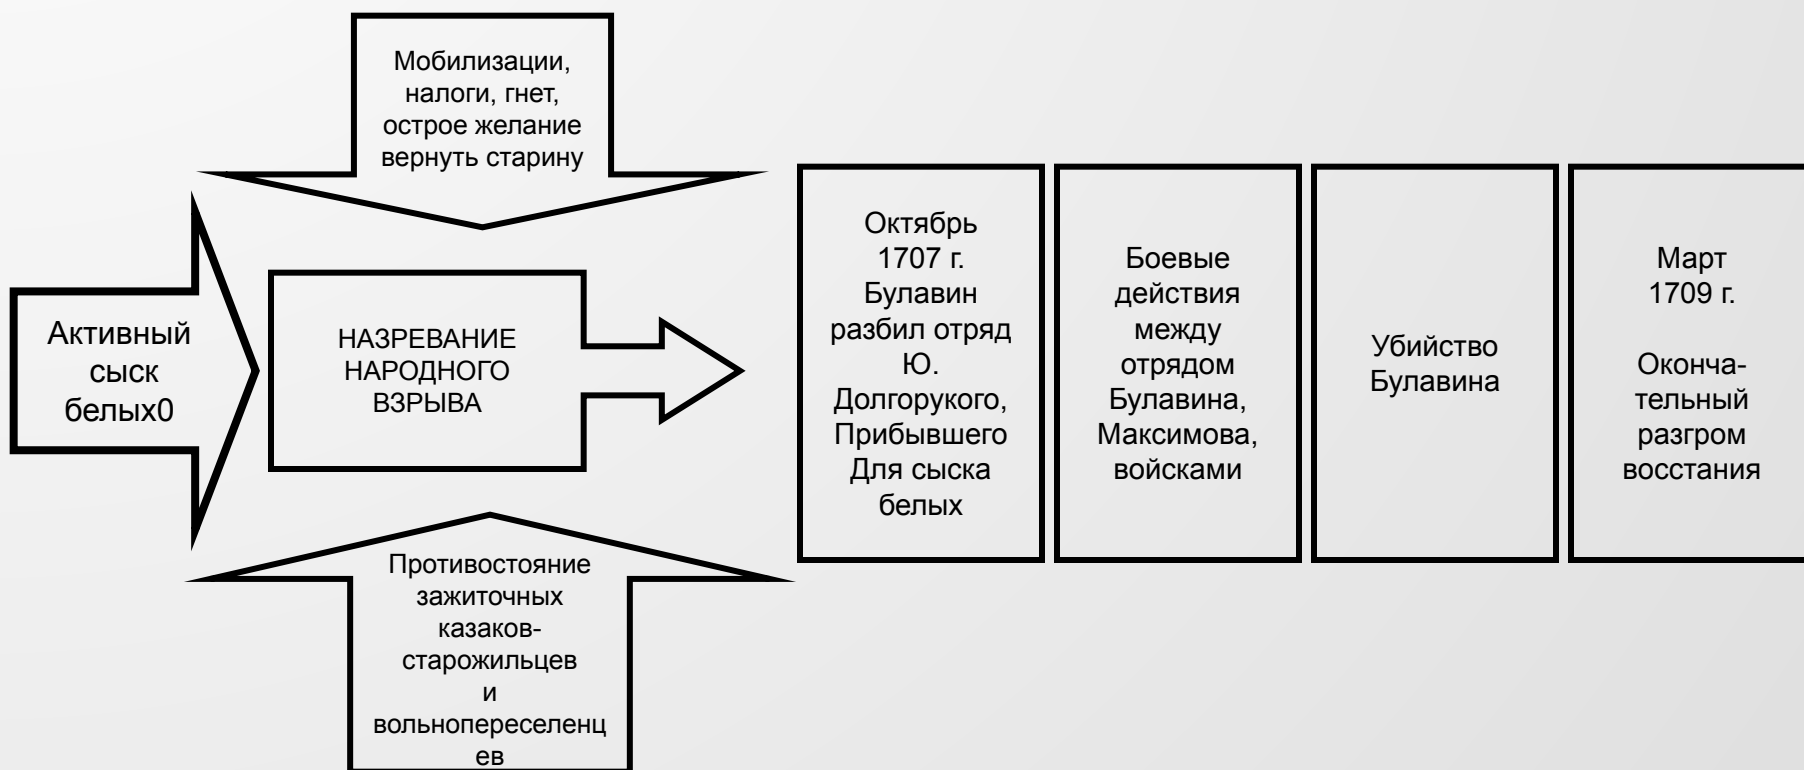 Мобилизации,
налоги, гнет,
острое желание
вернуть старину
Активный
сыск
белых0
НАЗРЕВАНИЕ
НАРОДНОГО
ВЗРЫВА
Противостояние
зажиточных
казаков-
старожильцев
и
вольнопереселенц
ев
Октябрь
1707 г.
Булавин
разбил отряд
Ю.
Долгорукого,
Прибывшего
Для сыска
белых
Боевые
действия
между
отрядом
Булавина,
Максимова,
войсками
Убийство
Булавина
Март
1709 г.
Оконча-
тельный
разгром
восстания